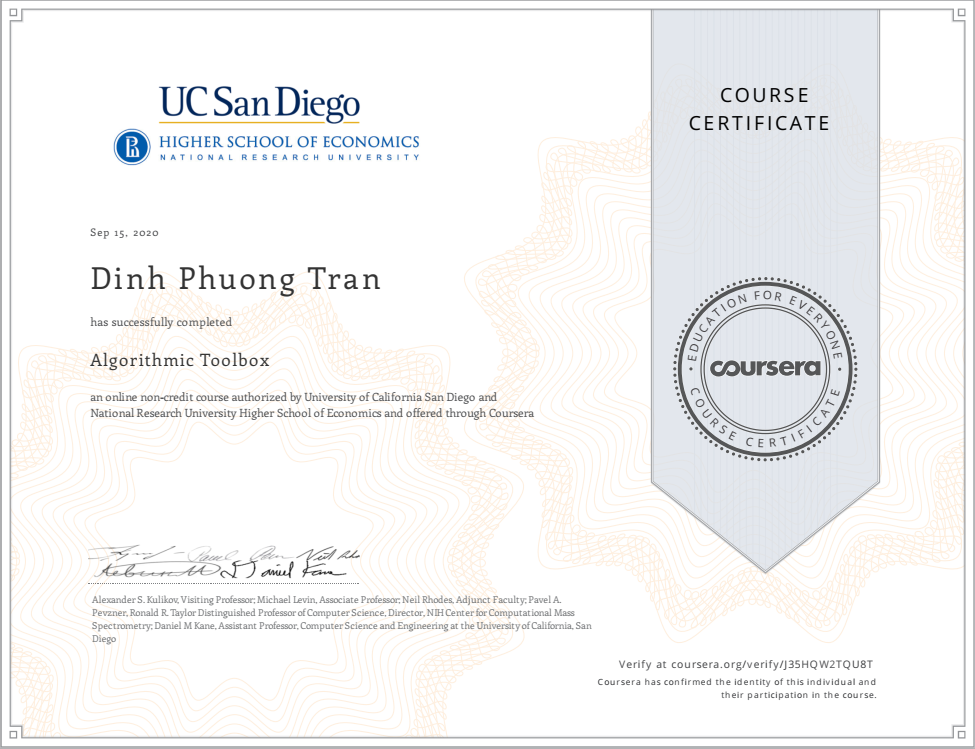 UC San Diego
HIGHER SCHOOL OF ECONOMICS
NATIONAL RESEARCH UNIVERSITY
COURSE
CERTIFICATE
Sep 15, 2020
Dinh Phuong Tran
has successfully completed
Algorithmic Toolbox
an online non-credit course authorized by University of California San Diego and
National Research University Higher School of Economics and offered through Coursera
EDUCATION FOR EVERYONE
coursera
COURSE CERTIFICATE
Alexander S. Kulikov, Visiting Professor; Michael Levin, Associate Professor; Neil Rhodes, Adjunct Faculty; Pavel A.
Pevzner, Ronald R. Taylor Distinguished Professor of Computer Science, Director, NIH Center for Computational Mass
Spectrometry; Daniel M Kane, Assistant Professor, Computer Science and Engineering at the University of California, San
Diego
Verify at coursera.org/verify/J35HQW2TQU8T
Coursera has confirmed the identity of this individual and
their participation in the course.